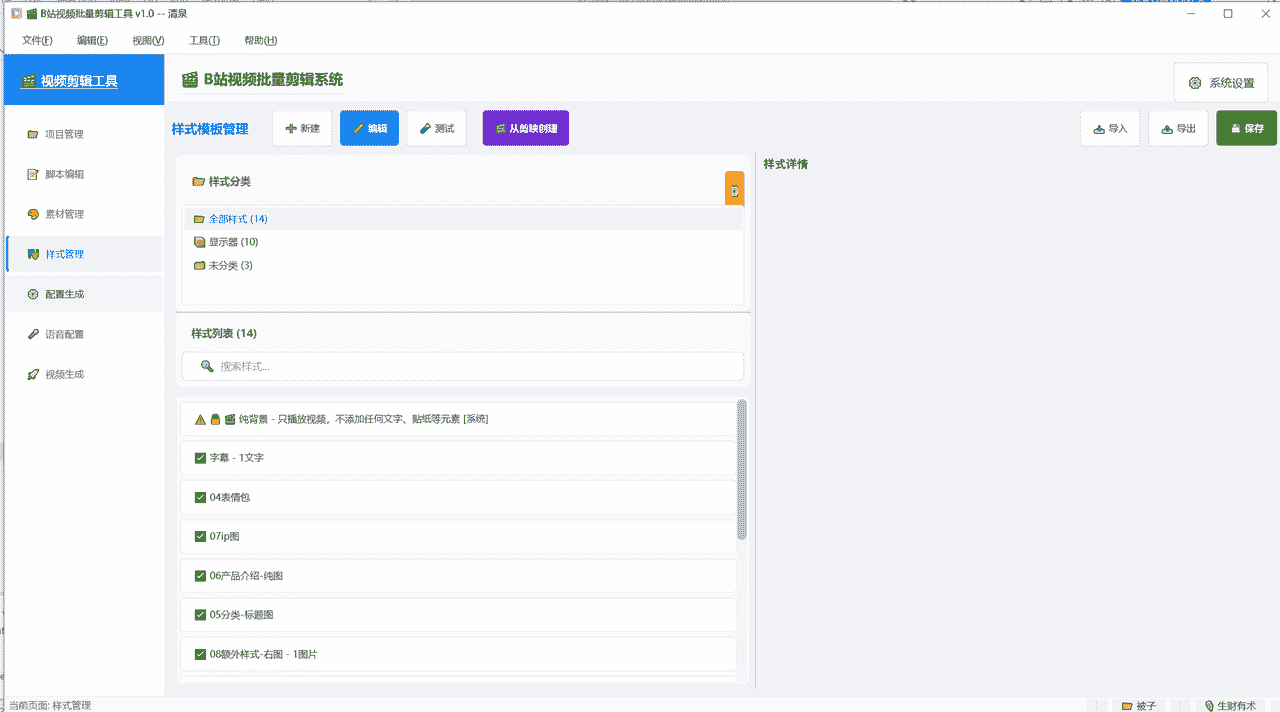 B站视频批量剪辑工具 v1.0 -- 清泉
文件(F) 编辑(E) 视图(V) 工具(T) 帮助(H)
视频剪辑工具
B站视频批量剪辑系统
系统设置
项目管理
脚本编辑
素材管理
样式管理
配置生成
语音配置
视频生成
样式模板管理 新建 编辑 测试 从剪映创建 导入 导出 保存
样式分类
全部样式 (14)
显示器 (10)
未分类 (3)
样式列表 (14)
搜索样式...
纯背景 - 只播放视频，不添加任何文字、贴纸等元素 [系统]
字幕 - 1文字
04表情包
07ip图
06产品介绍-纯图
05分类-标题图
08额外样式-右图 - 1图片
样式详情
当前页面: 样式管理
被子
生财有术